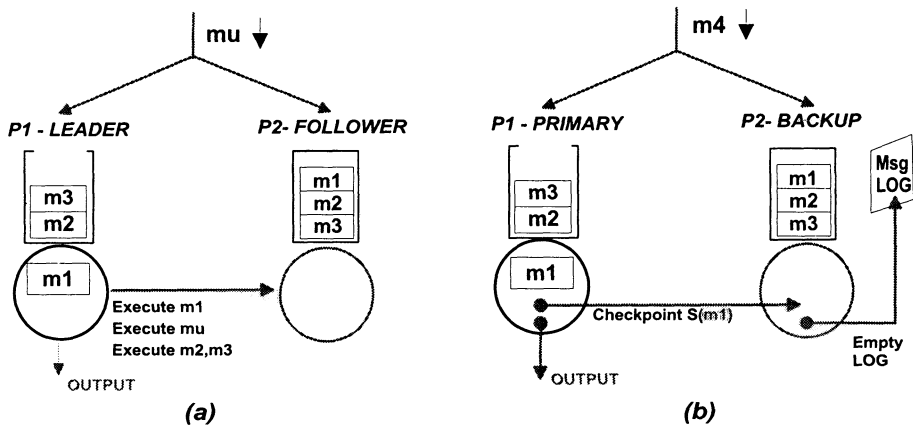 mu
P1 - LEADER
P2- FOLLOWER
m3
m2
m1
m1
m2
m3
Execute m1
Execute mu
Execute m2,m3
OUTPUT
(a)
m4
P1 - PRIMARY
P2- BACKUP
m3
m2
m1
m1
m2
m3
Msg
LOG
Checkpoint S(m1)
Empty
LOG
OUTPUT
(b)